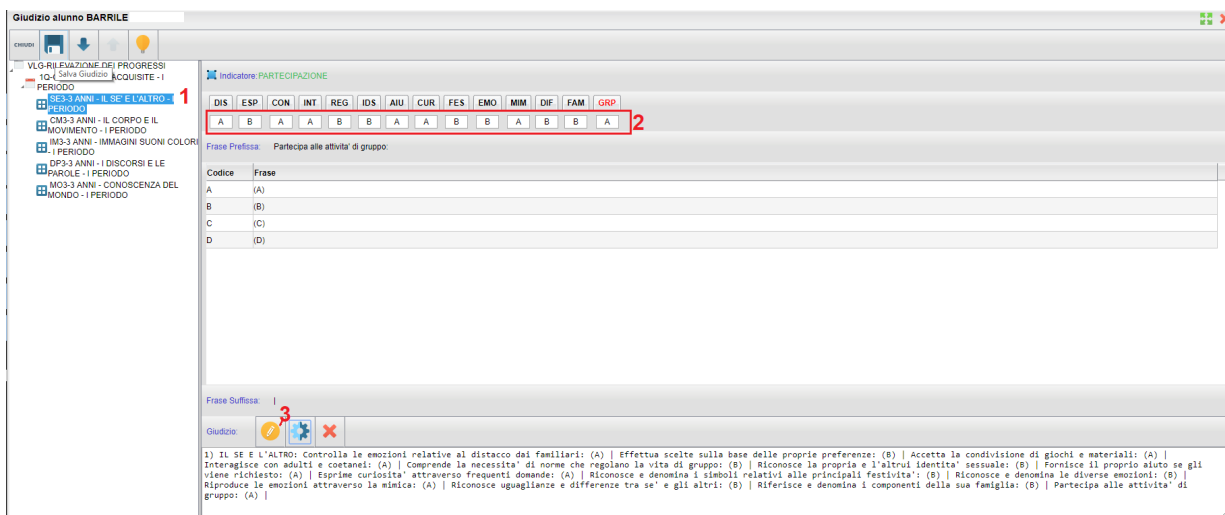 Giudizio alunno BARRILE
CHIUDI
Salva Giudizio
VLG-RILEVAZIONE DEI PROGRESSI
ACQUISITE - I
PERIODO
SE3-3 ANNI - IL SE' E L'ALTRO - I
PERIODO
1
CM3-3 ANNI - IL CORPO E IL
MOVIMENTO - I PERIODO
IM3-3 ANNI - IMMAGINI SUONI COLORI
- I PERIODO
DP3-3 ANNI - I DISCORSI E LE
PAROLE - I PERIODO
MO3-3 ANNI - CONOSCENZA DEL
MONDO - I PERIODO
Indicatore: PARTECIPAZIONE
DIS ESP CON INT REG IDS AIU CUR FES EMO MIM DIF FAM GRP
A B A A B B A A B B A B B A 2
Frase Prefissa: Partecipa alle attivita' di gruppo:
Codice Frase
A (A)
B (B)
C (C)
D (D)
Frase Suffissa: |
3
Giudizio:
1) IL SE E L'ALTRO: Controlla le emozioni relative al distacco dai familiari: (A) | Effettua scelte sulla base delle proprie preferenze: (B) | Accetta la condivisione di giochi e materiali: (A) |
Interagisce con adulti e coetanei: (A) | Comprende la necessita' di norme che regolano la vita di gruppo: (B) | Riconosce la propria e l'altrui identita' sessuale: (B) | Fornisce il proprio aiuto se gli
viene richiesto: (A) | Esprime curiosita' attraverso frequenti domande: (A) | Riconosce e denomina i simboli relativi alle principali festivita': (B) | Riconosce e denomina le diverse emozioni: (B) |
Riproduce le emozioni attraverso la mimica: (A) | Riconosce uguaglianze e differenze tra se' e gli altri: (B) | Riferisce e denomina i componenti della sua famiglia: (B) | Partecipa alle attivita' di
gruppo: (A) |